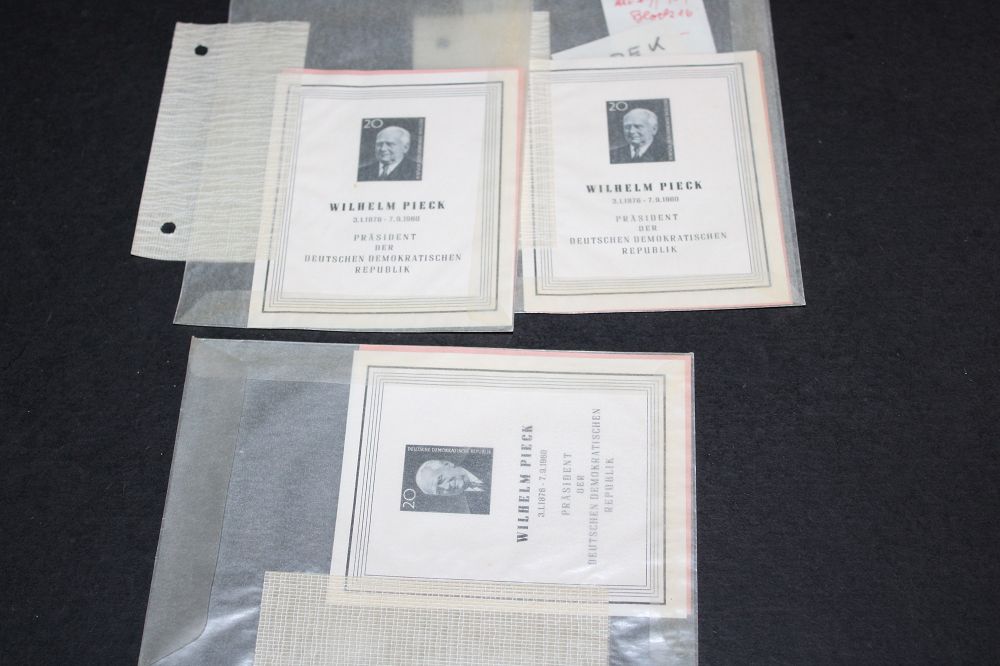 Block 16
20
WILHELM PIECK
3.1.1876 - 7.9.1960
PRÄSIDENT
DER
DEUTSCHEN DEMOKRATISCHEN
REPUBLIK
20
WILHELM PIECK
3.1.1876 - 7.9.1960
PRÄSIDENT
DER
DEUTSCHEN DEMOKRATISCHEN
REPUBLIK
DEUTSCHE DEMOKRATISCHE REPUBLIK
20
WILHELM PIECK
3.1.1876 - 7.9.1960
PRÄSIDENT
DER
DEUTSCHEN DEMOKRATISCHEN
REPUBLIK